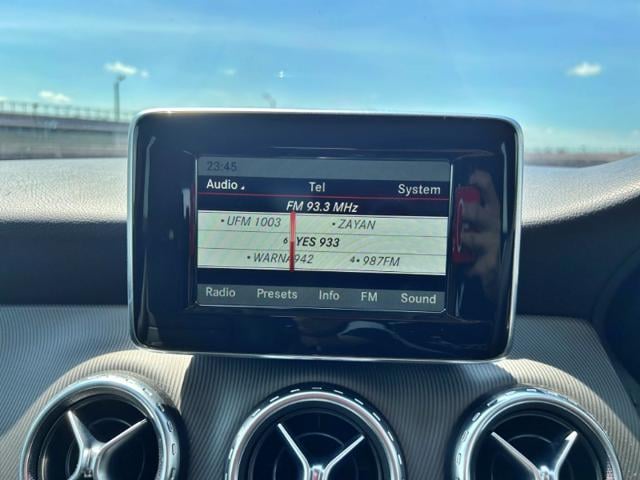 23:45
Audio Tel System
FM 93.3 MHz
•UFM 1003 •ZAYAN
6 YES 933
•WARNA942 4•987FM
Radio Presets Info FM Sound